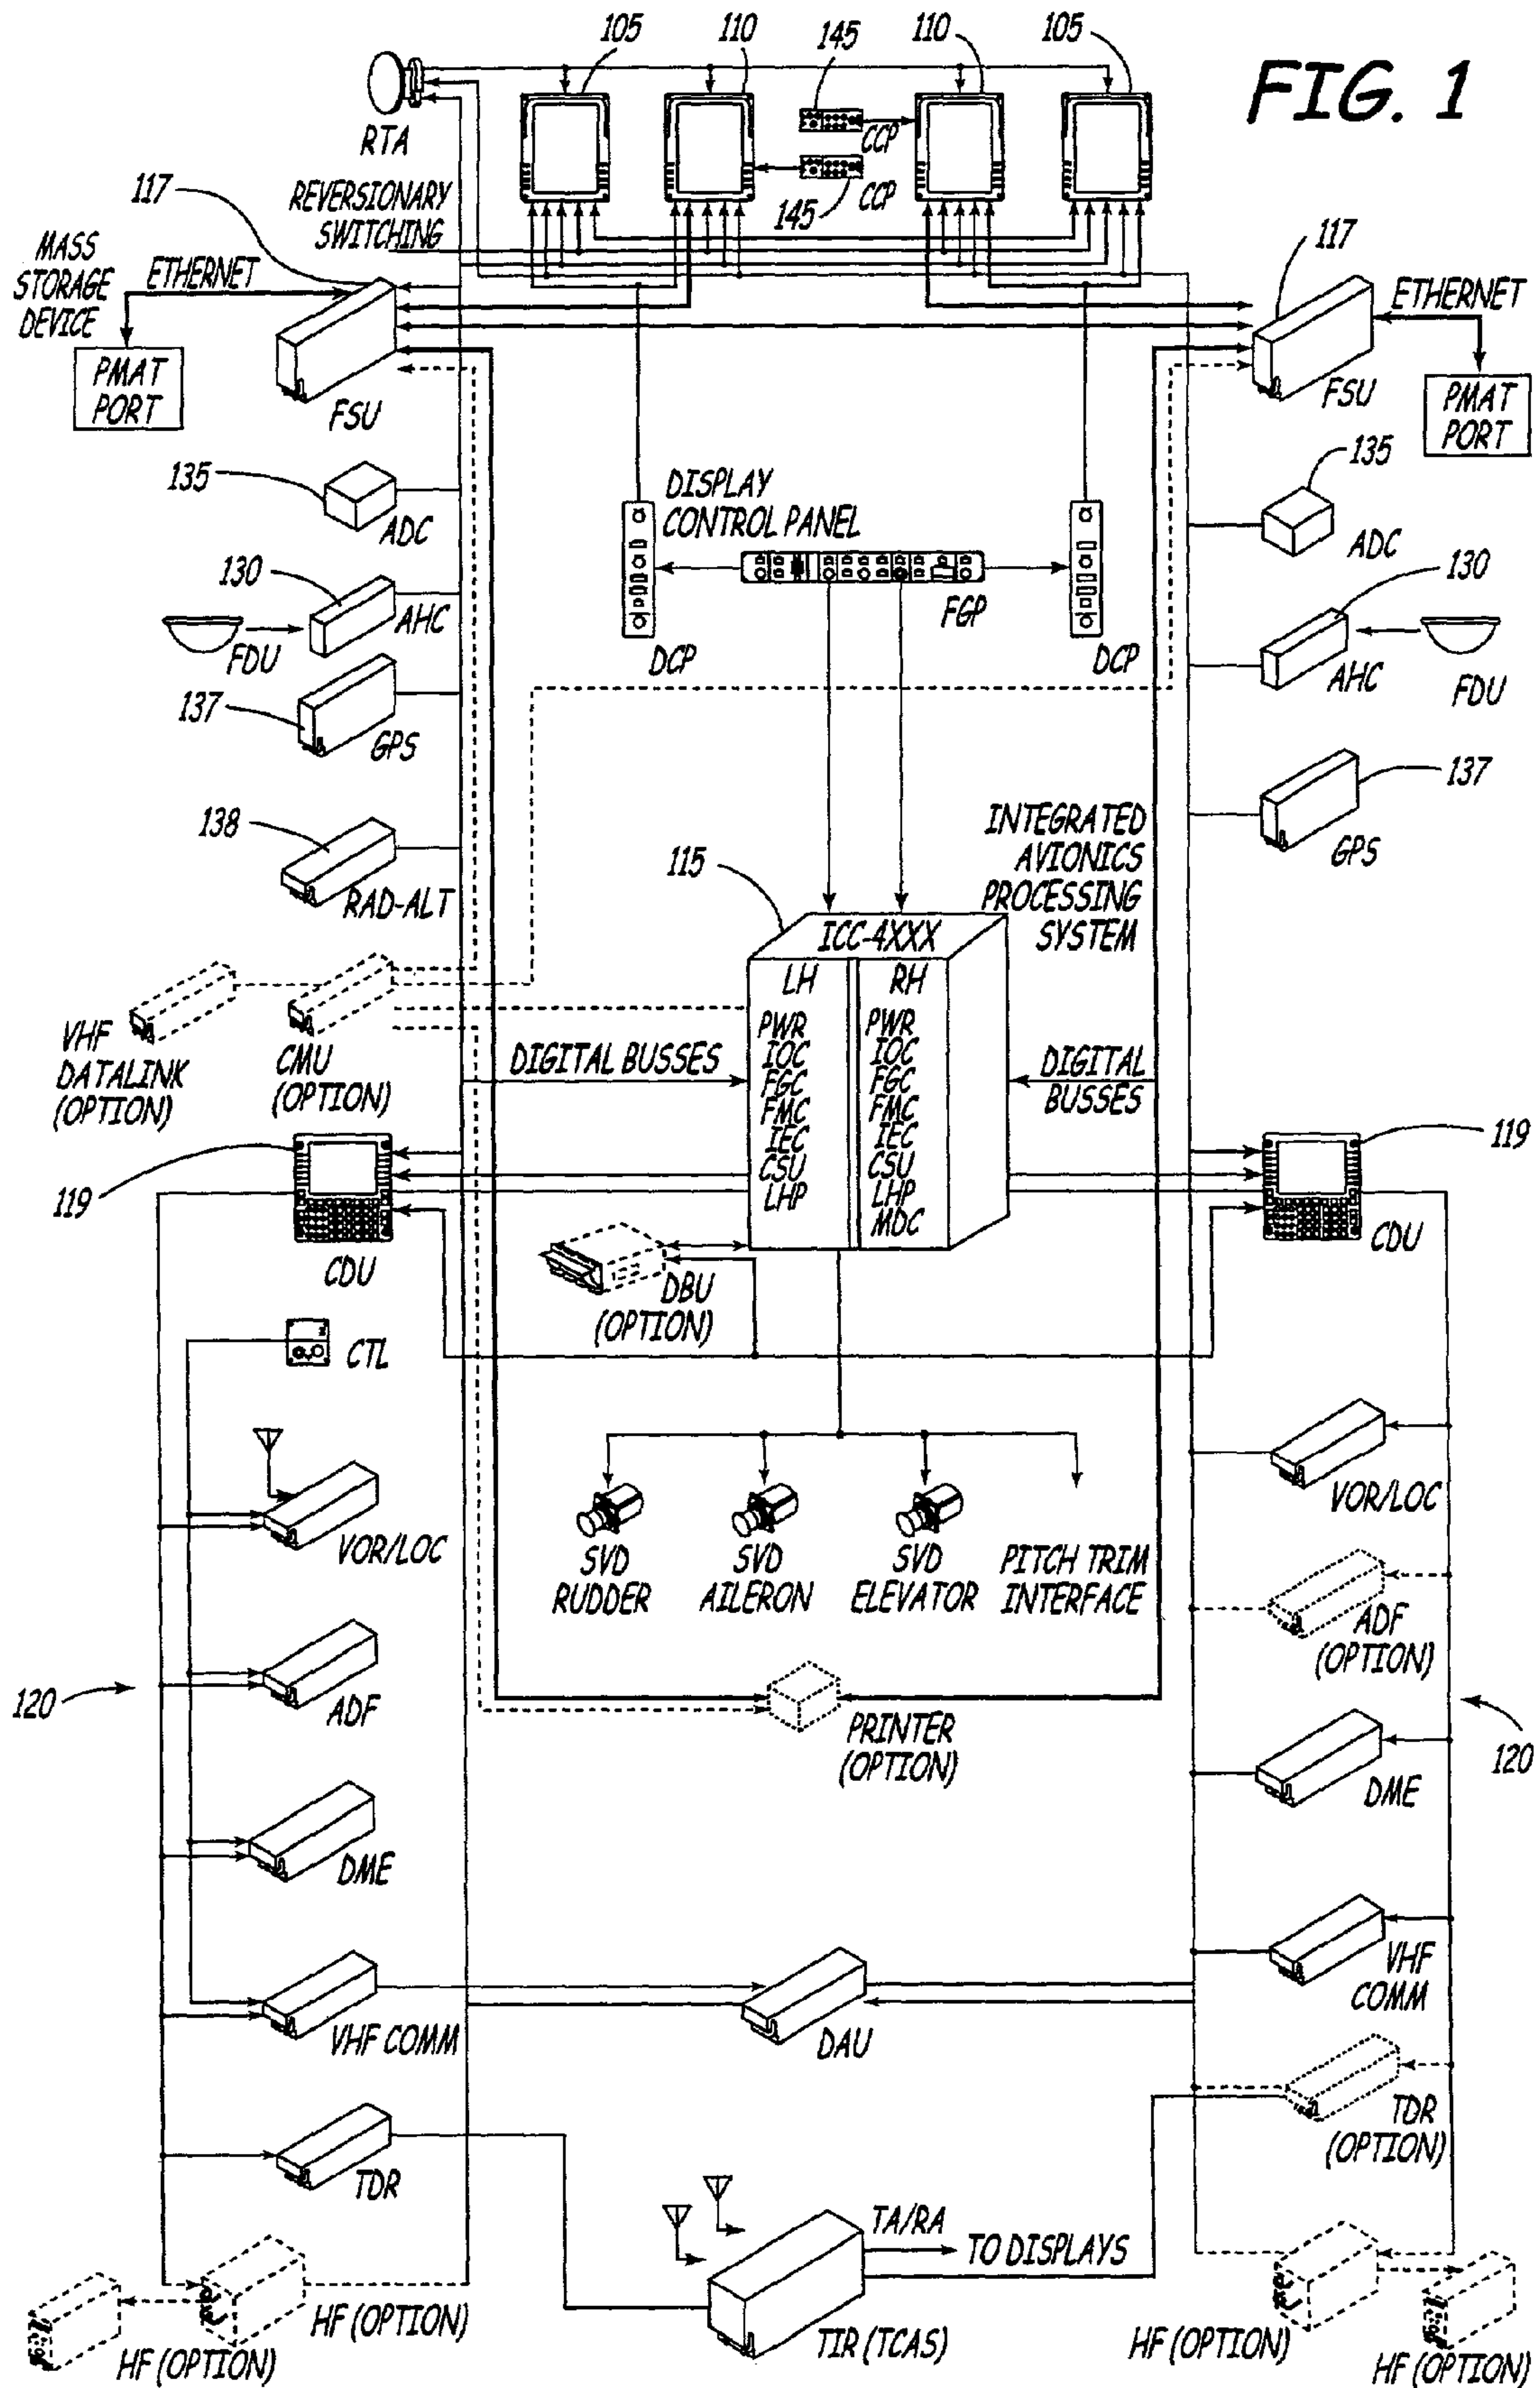 FIG. 1
105
110
145
110
105
RTA
CCP
CCP
145
117
REVERSIONARY
SWITCHING
MASS
STORAGE
DEVICE
ETHERNET
PMAT
PORT
FSU
117
ETHERNET
FSU
PMAT
PORT
135
ADC
DISPLAY
CONTROL PANEL
135
ADC
130
AHC
FDU
DCP
FGP
DCP
130
AHC
FDU
137
GPS
137
GPS
138
RAD-ALT
115
INTEGRATED
AVIONICS
PROCESSING
SYSTEM
ICC-4XXX
LH
PWR
IOC
FGC
FMC
IEC
CSU
LHP
RH
PWR
IOC
FGC
FMC
IEC
CSU
LHP
MDC
VHF
DATALINK
(OPTION)
CMU
(OPTION)
DIGITAL BUSSES
DIGITAL
BUSSES
119
CDU
119
CDU
DBU
(OPTION)
CTL
VOR/LOC
VOR/LOC
SVD
RUDDER
SVD
AILERON
SVD
ELEVATOR
PITCH TRIM
INTERFACE
ADF
(OPTION)
120
ADF
PRINTER
(OPTION)
120
DME
DME
VHF COMM
DAU
VHF
COMM
TDR
TDR
(OPTION)
TA/RA
TO DISPLAYS
HF (OPTION)
HF (OPTION)
TIR (TCAS)
HF (OPTION)
HF (OPTION)